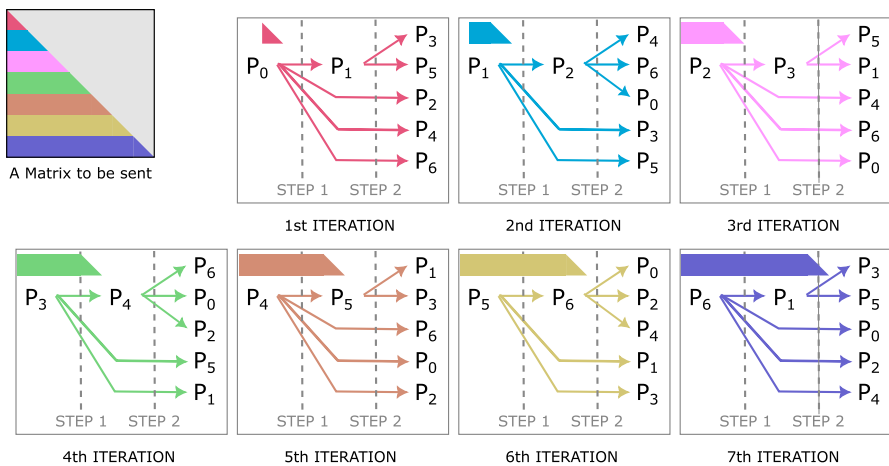 A Matrix to be sent
P0 P1 P3
P5
P2
P4
P6
STEP 1 STEP 2
1st ITERATION
P1 P2 P4
P6
P0
P3
P5
STEP 1 STEP 2
2nd ITERATION
P2 P3 P5
P1
P4
P6
P0
STEP 1 STEP 2
3rd ITERATION
P3 P4 P6
P0
P2
P5
P1
STEP 1 STEP 2
4th ITERATION
P4 P5 P1
P3
P6
P0
P2
STEP 1 STEP 2
5th ITERATION
P5 P6 P0
P2
P4
P1
P3
STEP 1 STEP 2
6th ITERATION
P6 P1 P3
P5
P0
P2
P4
STEP 1 STEP 2
7th ITERATION